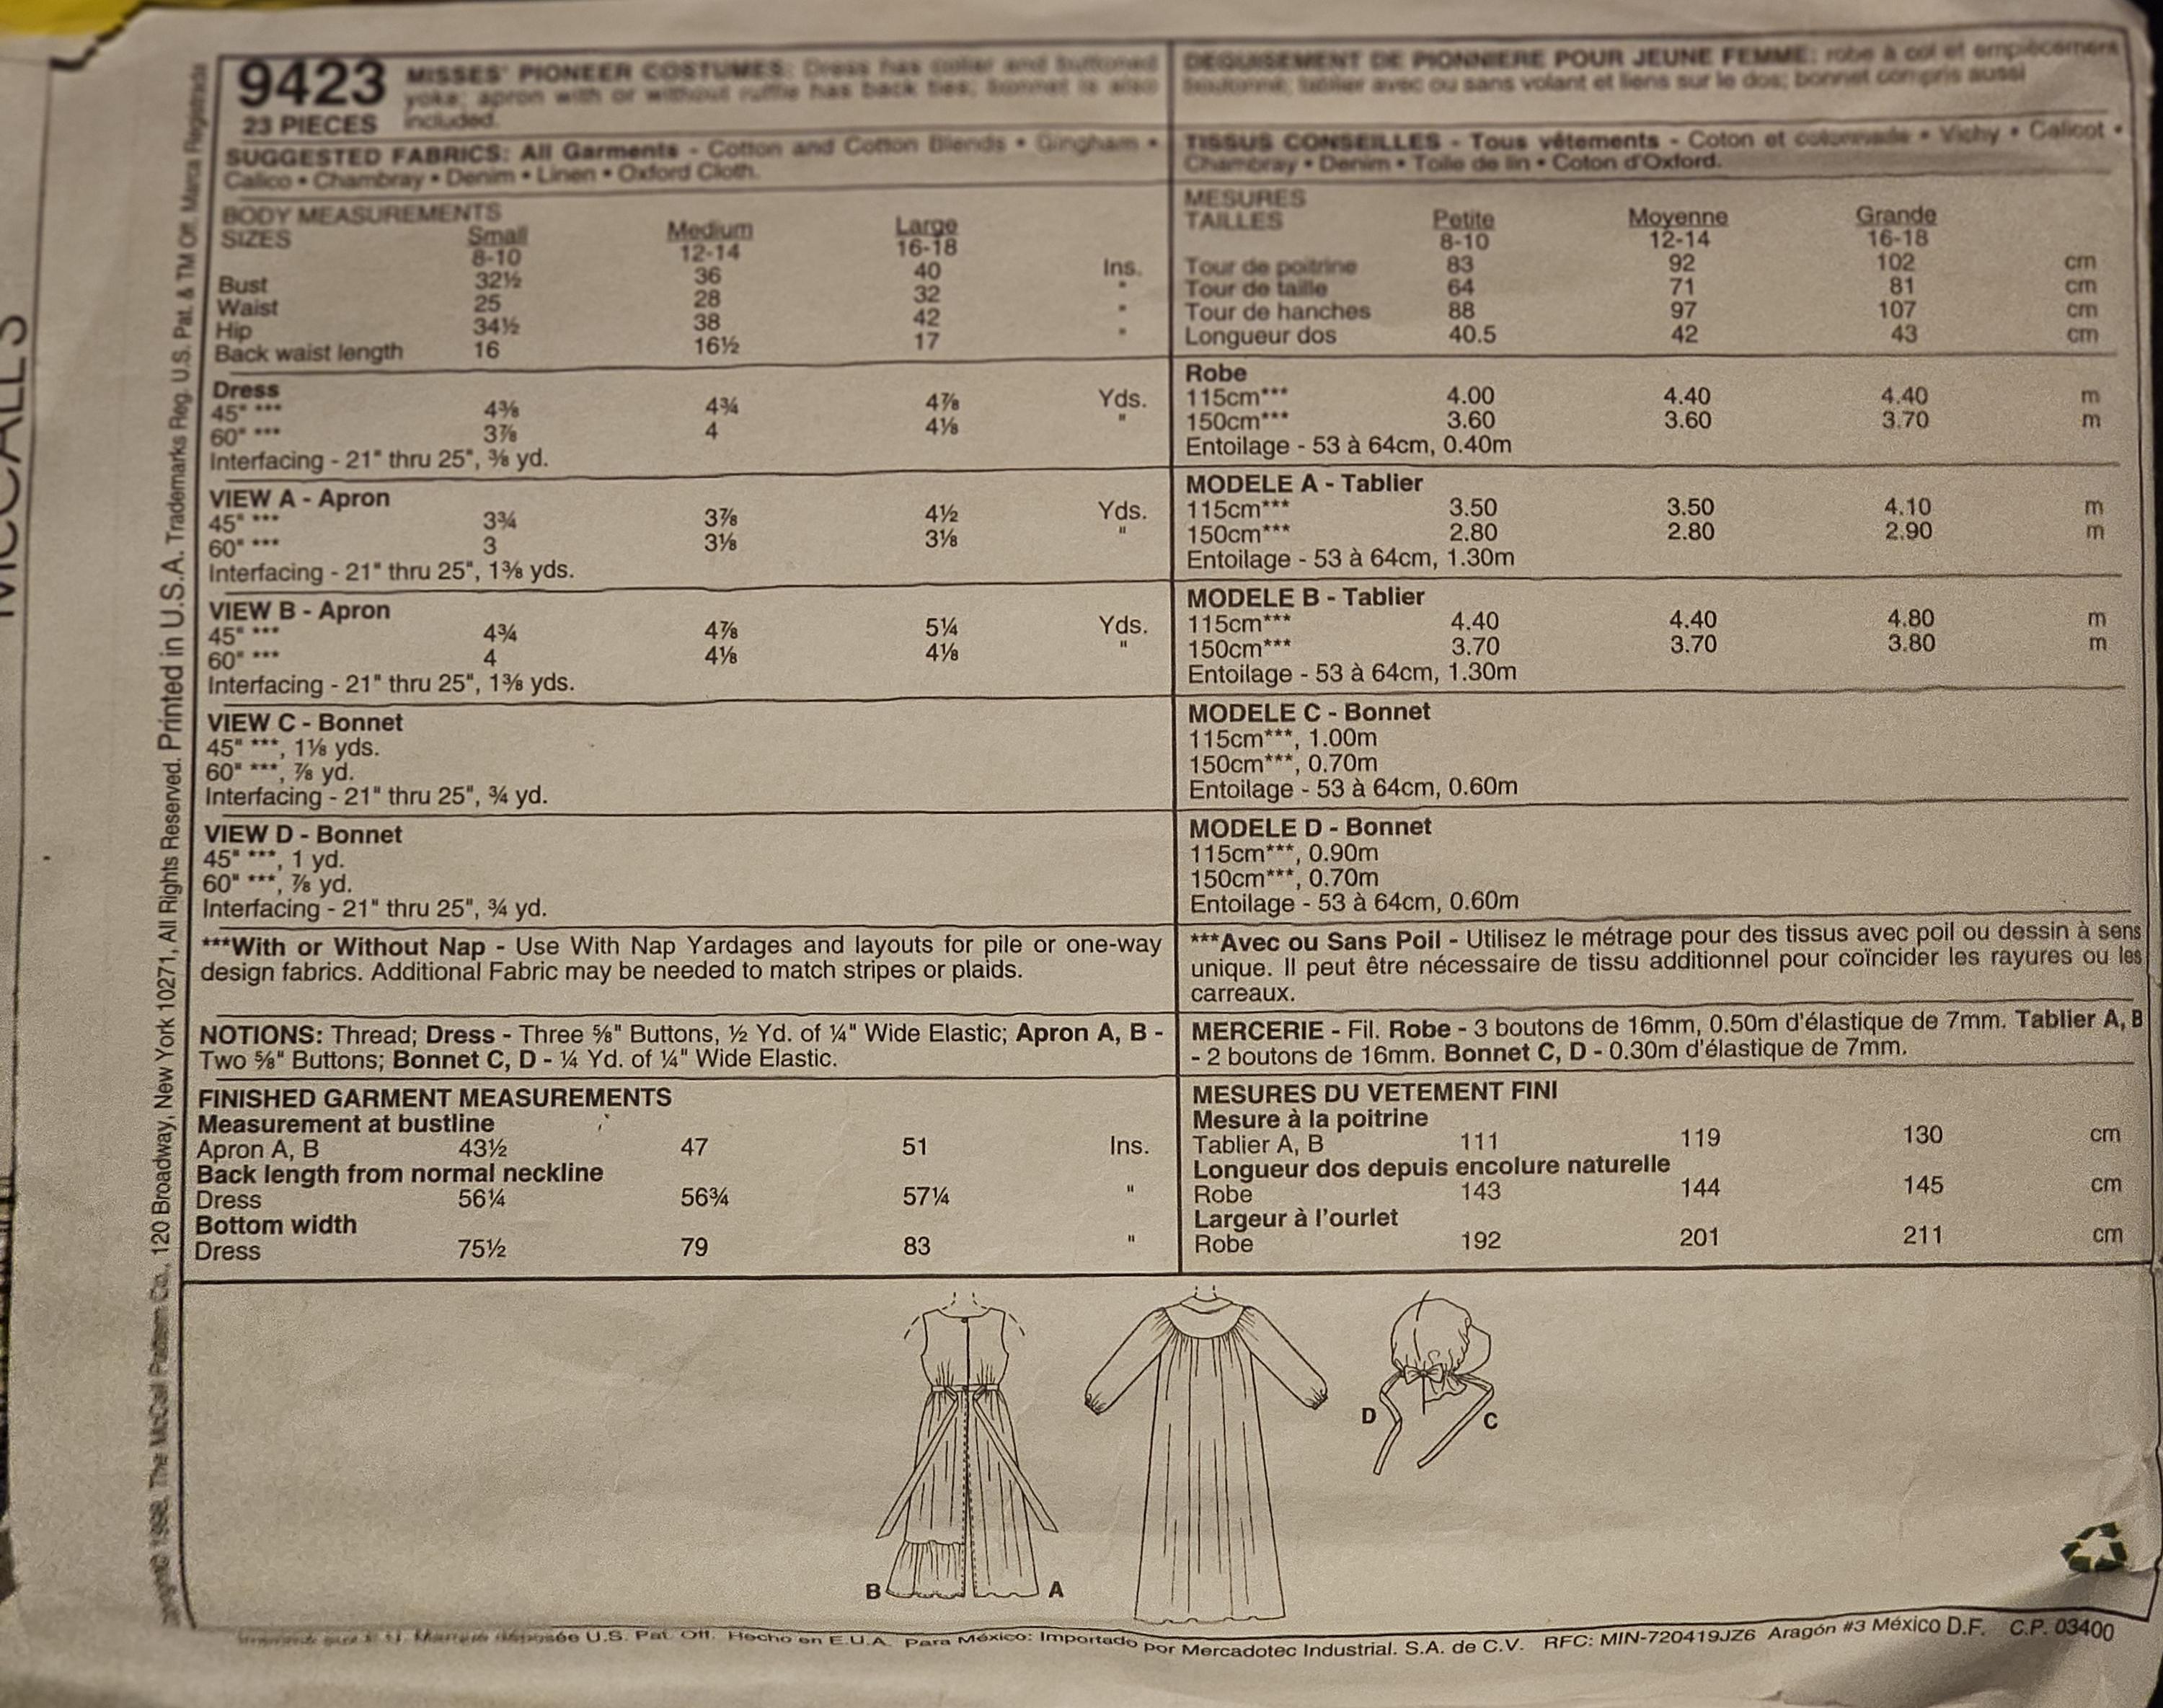 McCALL'S
9423
23 PIECES
MISSES' PIONEER COSTUMES: Dress has collar and buttoned
yoke; apron with or without ruffle has back ties; bonnet is also
included.
SUGGESTED FABRICS: All Garments - Cotton and Cotton Blends • Gingham •
Calico • Chambray • Denim • Linen • Oxford Cloth.
BODY MEASUREMENTS
SIZES Small Medium Large
8-10 12-14 16-18
Bust 32½ 36 40 Ins.
Waist 25 28 32 "
Hip 34½ 38 42 "
Back waist length 16 16½ 17 "
Dress
45" *** 4⅜ 4¾ 4⅞ Yds.
60" *** 3⅞ 4 4⅛ "
Interfacing - 21" thru 25", ⅜ yd.
VIEW A - Apron
45" *** 3¾ 3⅞ 4½ Yds.
60" *** 3 3⅛ 3⅛ "
Interfacing - 21" thru 25", 1⅜ yds.
VIEW B - Apron
45" *** 4¾ 4⅞ 5¼ Yds.
60" *** 4 4⅛ 4⅛ "
Interfacing - 21" thru 25", 1⅜ yds.
VIEW C - Bonnet
45" ***, 1⅛ yds.
60" ***, ⅞ yd.
Interfacing - 21" thru 25", ¾ yd.
VIEW D - Bonnet
45" ***, 1 yd.
60" ***, ⅞ yd.
Interfacing - 21" thru 25", ¾ yd.
***With or Without Nap - Use With Nap Yardages and layouts for pile or one-way
design fabrics. Additional Fabric may be needed to match stripes or plaids.
NOTIONS: Thread; Dress - Three ⅝" Buttons, ½ Yd. of ¼" Wide Elastic; Apron A, B -
Two ⅝" Buttons; Bonnet C, D - ¼ Yd. of ¼" Wide Elastic.
FINISHED GARMENT MEASUREMENTS
Measurement at bustline
Apron A, B 43½ 47 51 Ins.
Back length from normal neckline
Dress 56¼ 56¾ 57¼ "
Bottom width
Dress 75½ 79 83 "
DEGUISEMENT DE PIONNIERE POUR JEUNE FEMME: robe à col et empiècement
boutonné; tablier avec ou sans volant et liens sur le dos; bonnet compris aussi
TISSUS CONSEILLES - Tous vêtements - Coton et cotonnade • Vichy • Calicot •
Chambray • Denim • Toile de lin • Coton d'Oxford.
MESURES
TAILLES Petite Moyenne Grande
8-10 12-14 16-18
Tour de poitrine 83 92 102 cm
Tour de taille 64 71 81 cm
Tour de hanches 88 97 107 cm
Longueur dos 40.5 42 43 cm
Robe
115cm*** 4.00 4.40 4.40 m
150cm*** 3.60 3.60 3.70 m
Entoilage - 53 à 64cm, 0.40m
MODELE A - Tablier
115cm*** 3.50 3.50 4.10 m
150cm*** 2.80 2.80 2.90 m
Entoilage - 53 à 64cm, 1.30m
MODELE B - Tablier
115cm*** 4.40 4.40 4.80 m
150cm*** 3.70 3.70 3.80 m
Entoilage - 53 à 64cm, 1.30m
MODELE C - Bonnet
115cm***, 1.00m
150cm***, 0.70m
Entoilage - 53 à 64cm, 0.60m
MODELE D - Bonnet
115cm***, 0.90m
150cm***, 0.70m
Entoilage - 53 à 64cm, 0.60m
***Avec ou Sans Poil - Utilisez le métrage pour des tissus avec poil ou dessin à sens
unique. Il peut être nécessaire de tissu additionnel pour coïncider les rayures ou les
carreaux.
MERCERIE - Fil. Robe - 3 boutons de 16mm, 0.50m d'élastique de 7mm. Tablier A, B
- 2 boutons de 16mm. Bonnet C, D - 0.30m d'élastique de 7mm.
MESURES DU VETEMENT FINI
Mesure à la poitrine
Tablier A, B 111 119 130 cm
Longueur dos depuis encolure naturelle
Robe 143 144 145 cm
Largeur à l'ourlet
Robe 192 201 211 cm
B
A
D
C
1998, The McCall Pattern Co., 120 Broadway, New York 10271, All Rights Reserved. Printed in U.S.A. Trademarks Reg. U.S. Pat. & TM Off. Marca Registrada
déposée U.S. Pat. Off. Hecho en E.U.A. Para México: Importado por Mercadotec Industrial. S.A. de C.V. RFC: MIN-720419JZ6 Aragón #3 México D.F. C.P. 03400